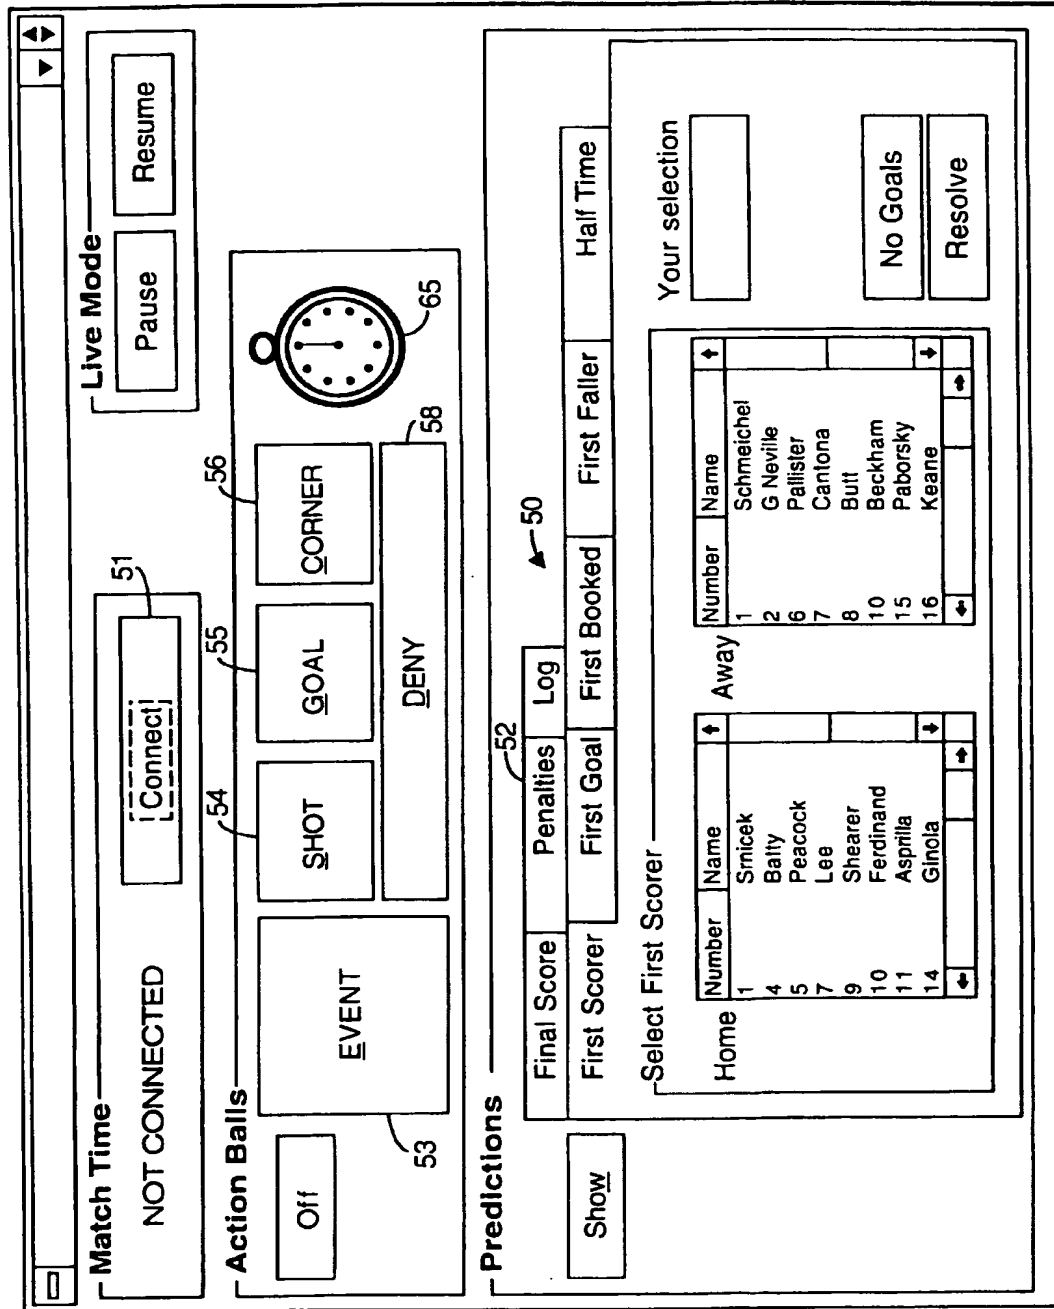 Match Time
NOT CONNECTED
Connect
51
Live Mode
Pause
Resume
Action Balls
Off
EVENT
53
SHOT
54
GOAL
55
CORNER
56
DENY
58
65
Predictions
Show
50
52
Final Score
Penalties
Log
First Scorer
First Goal
First Booked
First Faller
Half Time
Select First Scorer
Home
Number Name
1 Srnicek
4 Batty
5 Peacock
7 Lee
9 Shearer
10 Ferdinand
11 Asprilla
14 Ginola
Away
Number Name
1 Schmeichel
2 G Neville
6 Pallister
7 Cantona
8 Butt
10 Beckham
15 Paborsky
16 Keane
Your selection
No Goals
Resolve